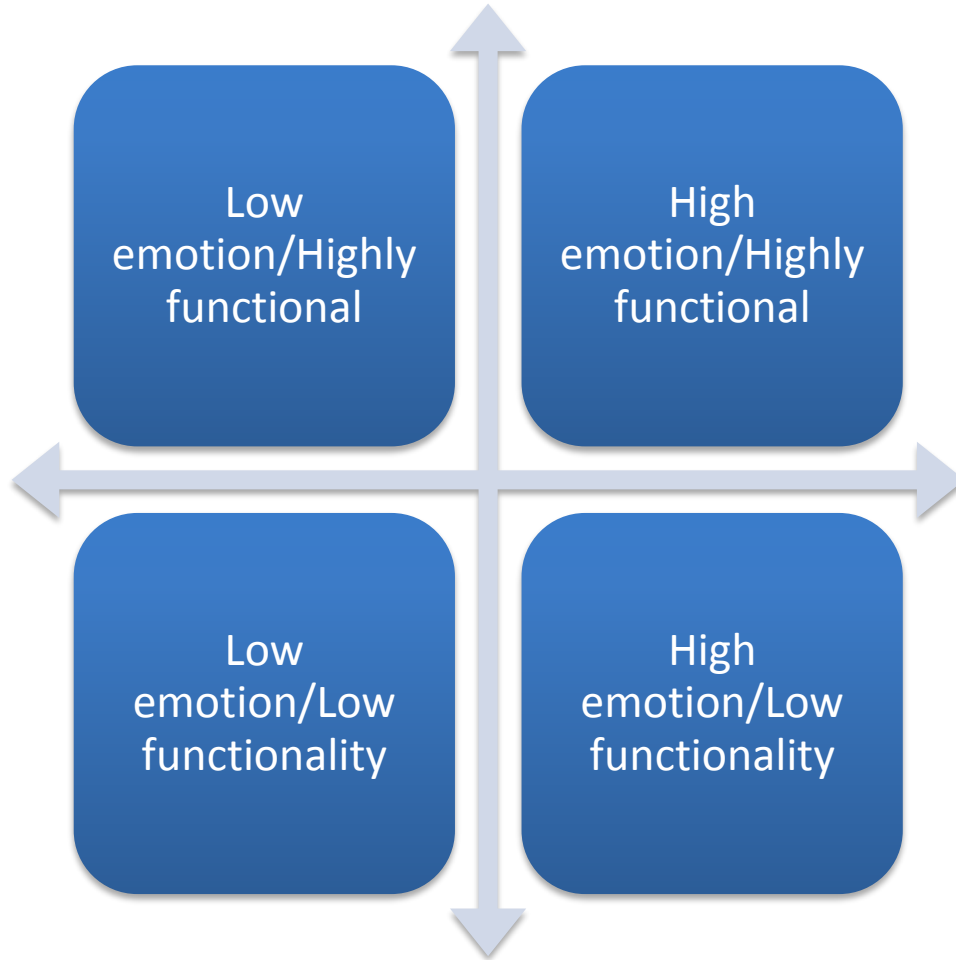 Low
emotion/Highly
functional
High
emotion/Highly
functional
Low
emotion/Low
functionality
High
emotion/Low
functionality